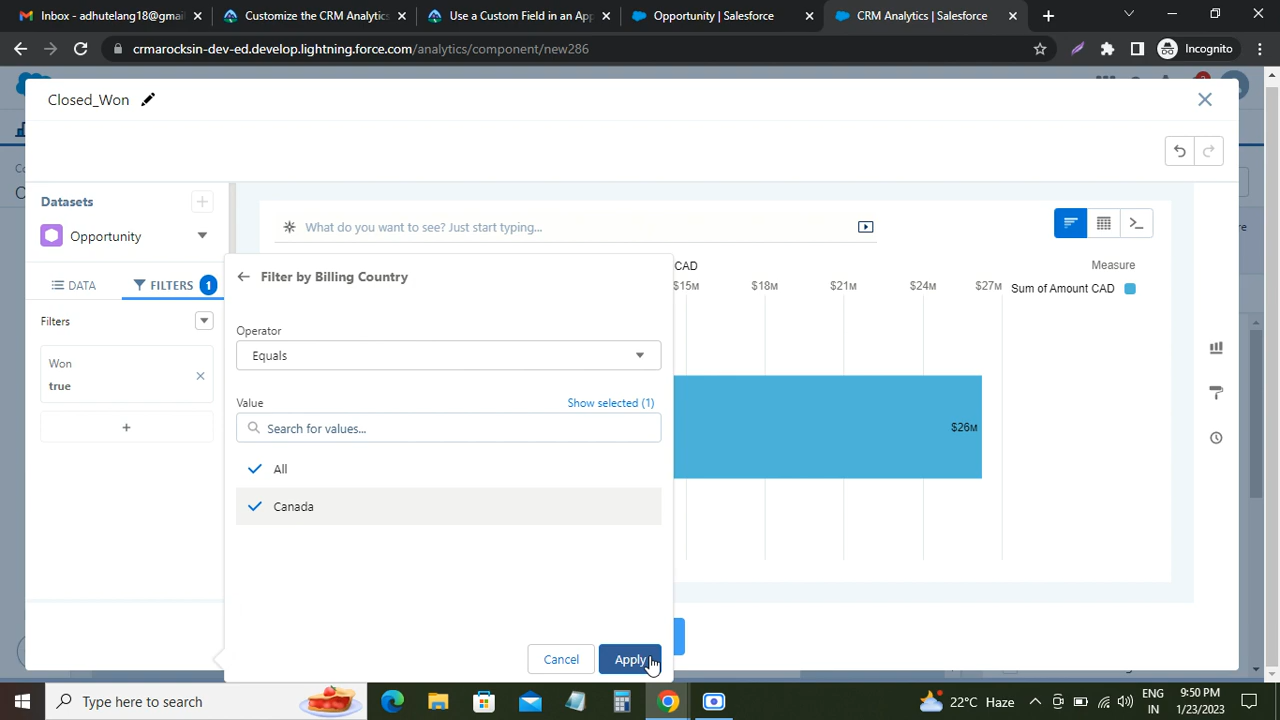 Inbox - adhutelang18@gmail
Customize the CRM Analytics
Use a Custom Field in an App
Opportunity | Salesforce
CRM Analytics | Salesforce
crmarocksin-dev-ed.develop.lightning.force.com/analytics/component/new286
Incognito
Closed_Won
Datasets
Opportunity
What do you want to see? Just start typing...
DATA
FILTERS 1
Filters
Won
true
Filter by Billing Country
Operator
Equals
Value
Show selected (1)
Search for values...
All
Canada
Cancel
Apply
CAD
$15M $18M $21M $24M $27M
Measure
Sum of Amount CAD
$26M
Type here to search
22°C Haze
ENG
IN
9:50 PM
1/23/2023